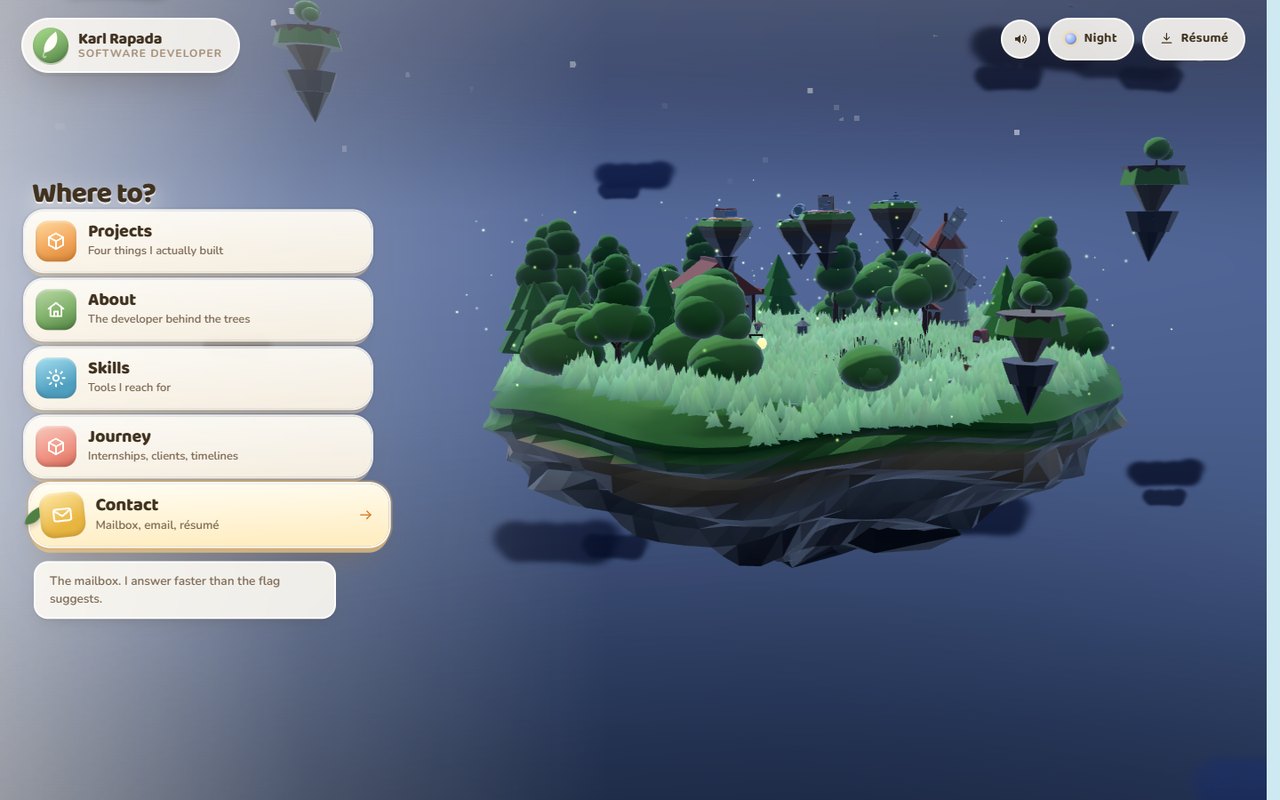 Karl Rapada
SOFTWARE DEVELOPER
Night
Résumé
Where to?
Projects
Four things I actually built
About
The developer behind the trees
Skills
Tools I reach for
Journey
Internships, clients, timelines
Contact
Mailbox, email, résumé
The mailbox. I answer faster than the flag
suggests.